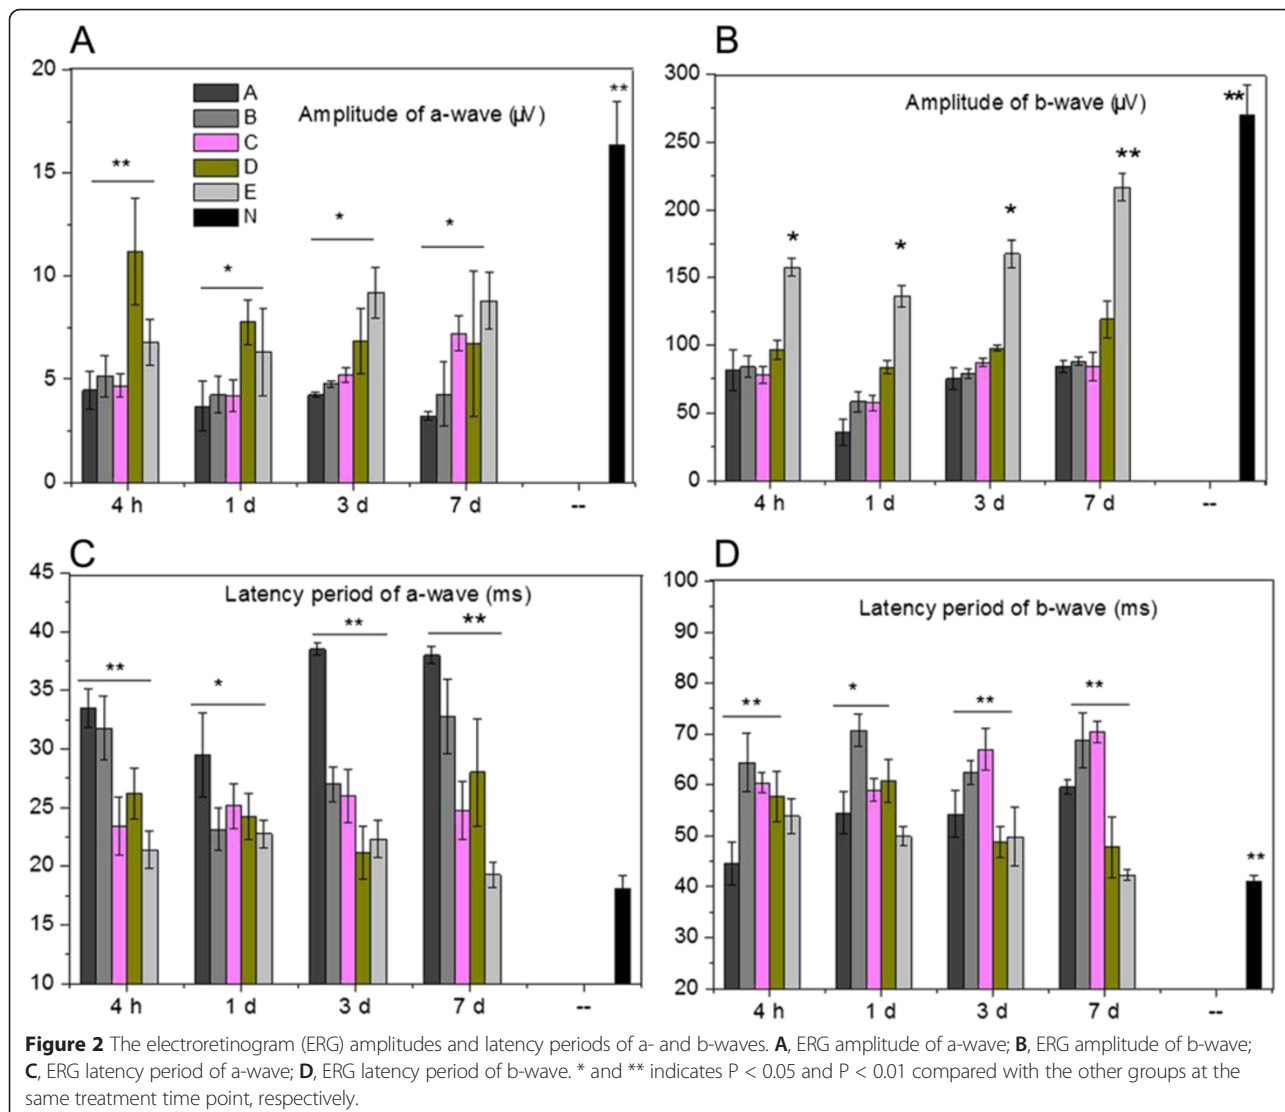 A
20
15
10
5
0
A
B
C
D
E
N
Amplitude of a-wave (µV)
**
*
*
*
**
4 h 1 d 3 d 7 d --
B
300
250
200
150
100
50
0
Amplitude of b-wave (µV)
*
*
*
**
**
4 h 1 d 3 d 7 d --
C
45
40
35
30
25
20
15
10
Latency period of a-wave (ms)
**
*
**
**
4 h 1 d 3 d 7 d --
D
100
90
80
70
60
50
40
30
20
Latency period of b-wave (ms)
**
*
**
**
**
4 h 1 d 3 d 7 d --
Figure 2 The electroretinogram (ERG) amplitudes and latency periods of a- and b-waves. A, ERG amplitude of a-wave; B, ERG amplitude of b-wave;
C, ERG latency period of a-wave; D, ERG latency period of b-wave. * and ** indicates P < 0.05 and P < 0.01 compared with the other groups at the
same treatment time point, respectively.